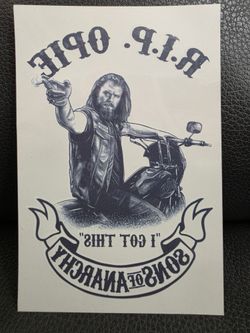 R.I.P. OPIE
"I GOT THIS"
SONS OF ANARCHY